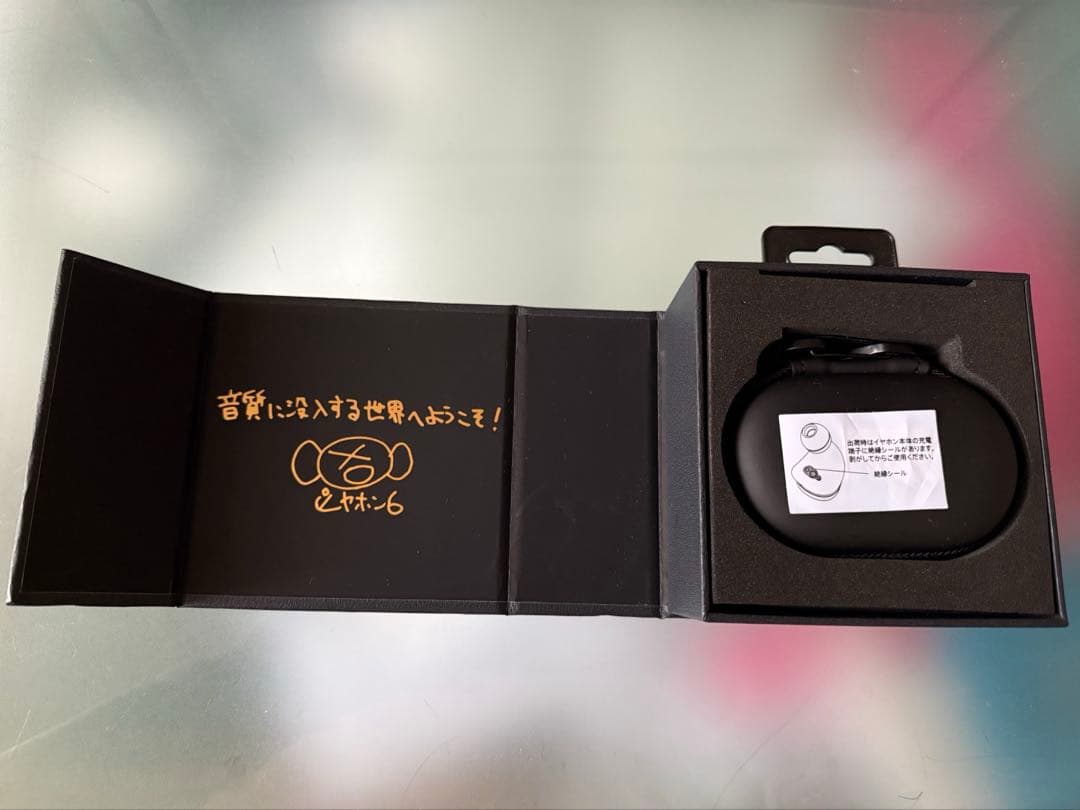 音質に没入する世界へようこそ！
イヤホン6
出荷時はイヤホン本体の充電
端子に絶縁シールがあります。
剥がしてからご使用ください。
絶縁シール